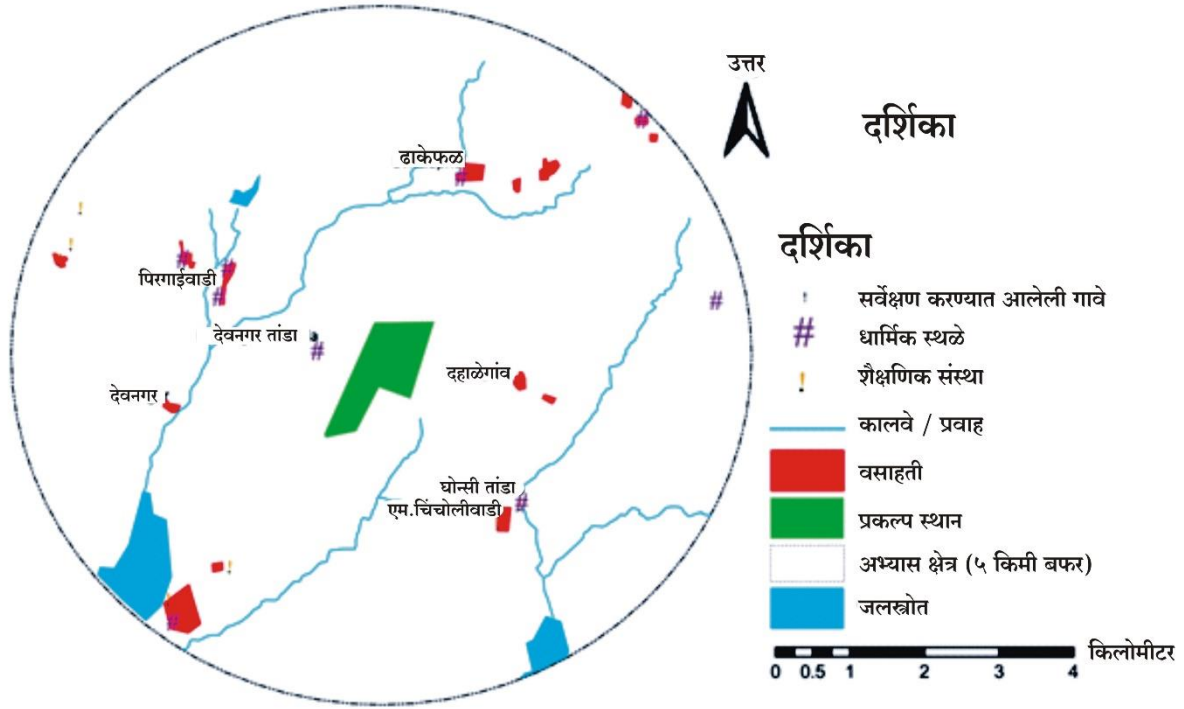 उत्तर
दर्शिका
ढाकेफळ
दर्शिका
पिरगाईवाडी
सर्वेक्षण करण्यात आलेली गावे
धार्मिक स्थळे
देवनगर तांडा
दहाळेगांव
शैक्षणिक संस्था
देवनगर
कालवे / प्रवाह
वसाहती
घोन्सी तांडा
एम.चिंचोलीवाडी
प्रकल्प स्थान
अभ्यास क्षेत्र (५ किमी बफर)
जलस्त्रोत
किलोमीटर
0 0.5 1 2 3 4